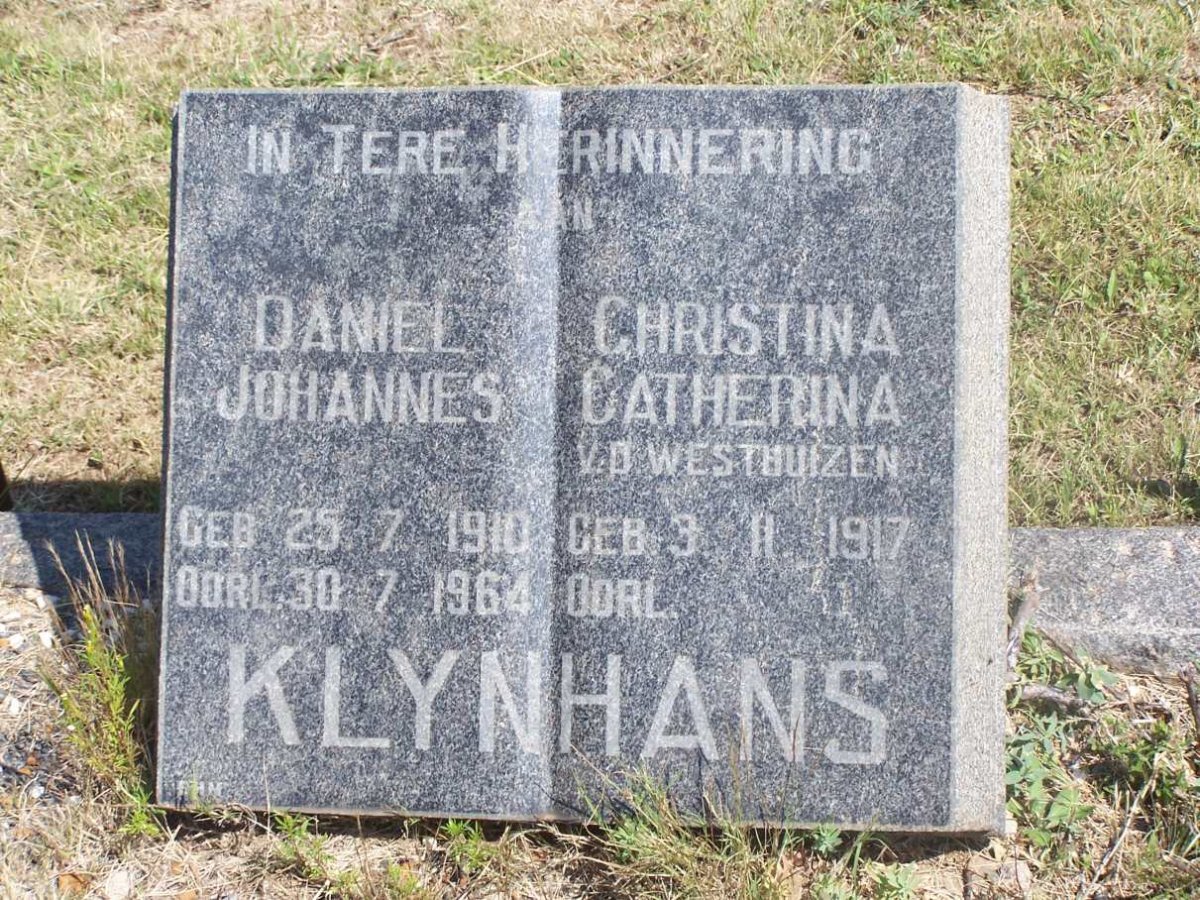 IN TERE HERINNERING
AAN
DANIEL
JOHANNES
GEB 25 7 1910
OORL. 30 7 1964
CHRISTINA
CATHERINA
V.D WESTHUIZEN
GEB. 3. 11. 1917
OORL.
KLYNHANS